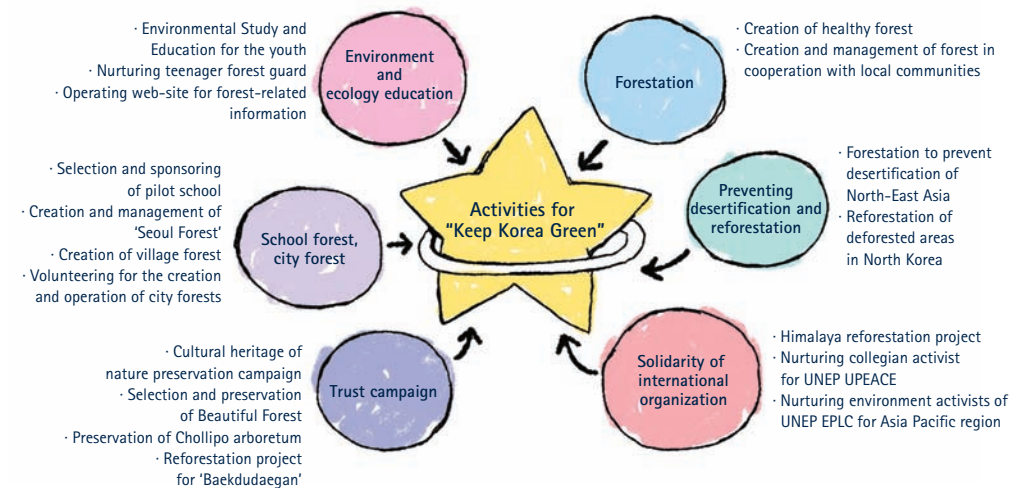 · Environmental Study and
Education for the youth
· Nurturing teenager forest guard
· Operating web-site for forest-related
information
Environment
and
ecology education
Forestation
· Creation of healthy forest
· Creation and management of forest in
cooperation with local communities
· Selection and sponsoring
of pilot school
· Creation and management of
'Seoul Forest'
· Creation of village forest
· Volunteering for the creation
and operation of city forests
School forest,
city forest
Activities for
"Keep Korea Green"
Preventing
desertification and
reforestation
· Forestation to prevent
desertification of
North-East Asia
· Reforestation of
deforested areas
in North Korea
· Cultural heritage of
nature preservation campaign
· Selection and preservation
of Beautiful Forest
· Preservation of Chollipo arboretum
· Reforestation project
for 'Baekdudaegan'
Trust campaign
Solidarity of
international
organization
· Himalaya reforestation project
· Nurturing collegian activist
for UNEP UPEACE
· Nurturing environment activists of
UNEP EPLC for Asia Pacific region